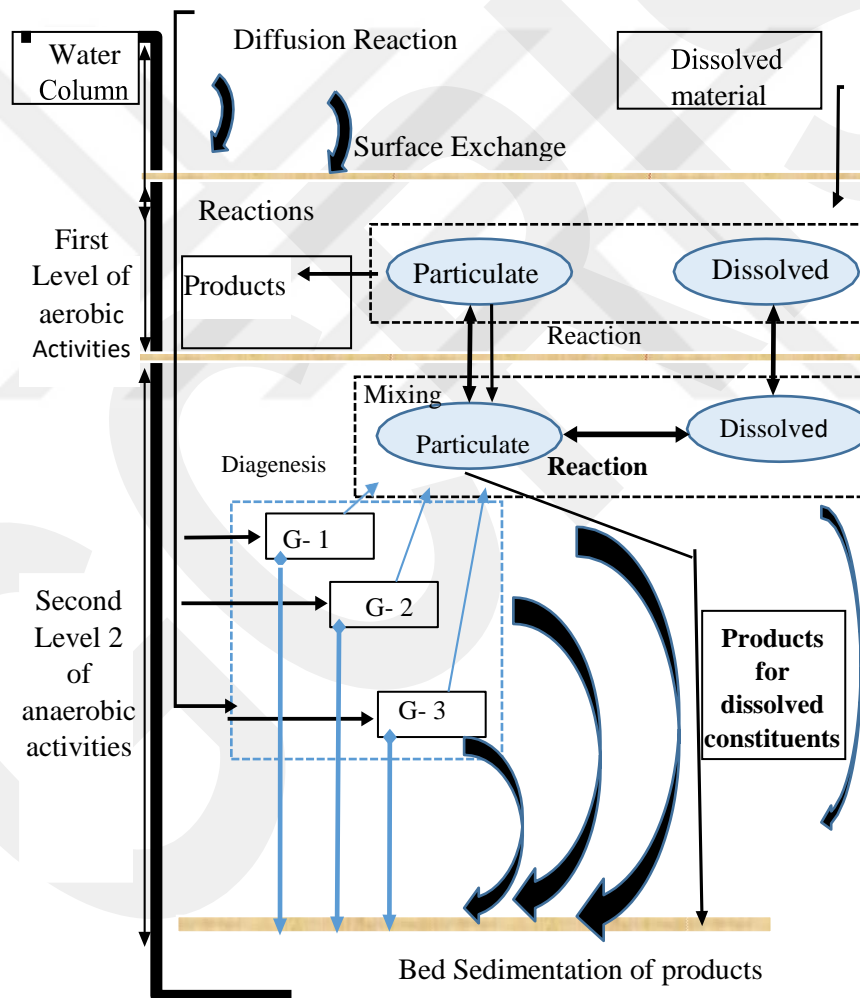 Diffusion Reaction
Water
Column
Dissolved
material
Surface Exchange
Reactions
First
Level of
aerobic
Activities
Particulate
Dissolved
Products
Reaction
Mixing
Particulate
Dissolved
Reaction
Diagenesis
G- 1
G- 2
G- 3
Second
Level 2
of
anaerobic
activities
Products
for
dissolved
constituents
Bed Sedimentation of products